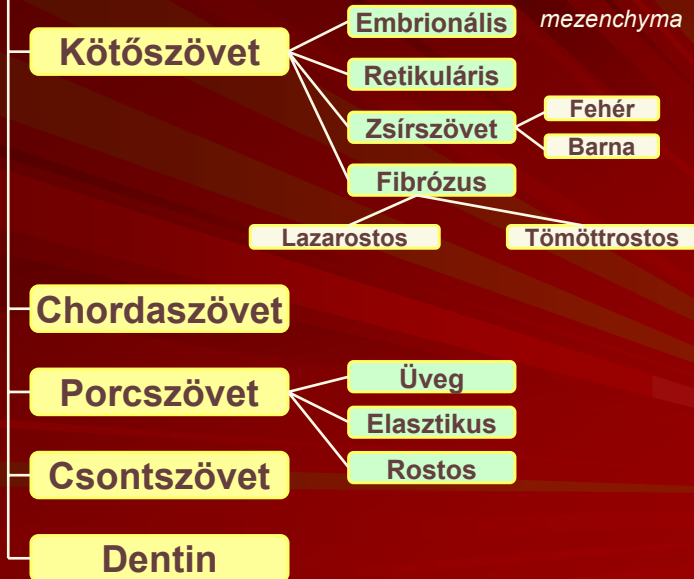 Embrionális mezenchyma
Kötőszövet
Retikuláris
Zsírszövet
Fehér
Barna
Fibrózus
Lazarostos
Tömöttrostos
Chordaszövet
Porcszövet
Üveg
Elasztikus
Rostos
Csontszövet
Dentin